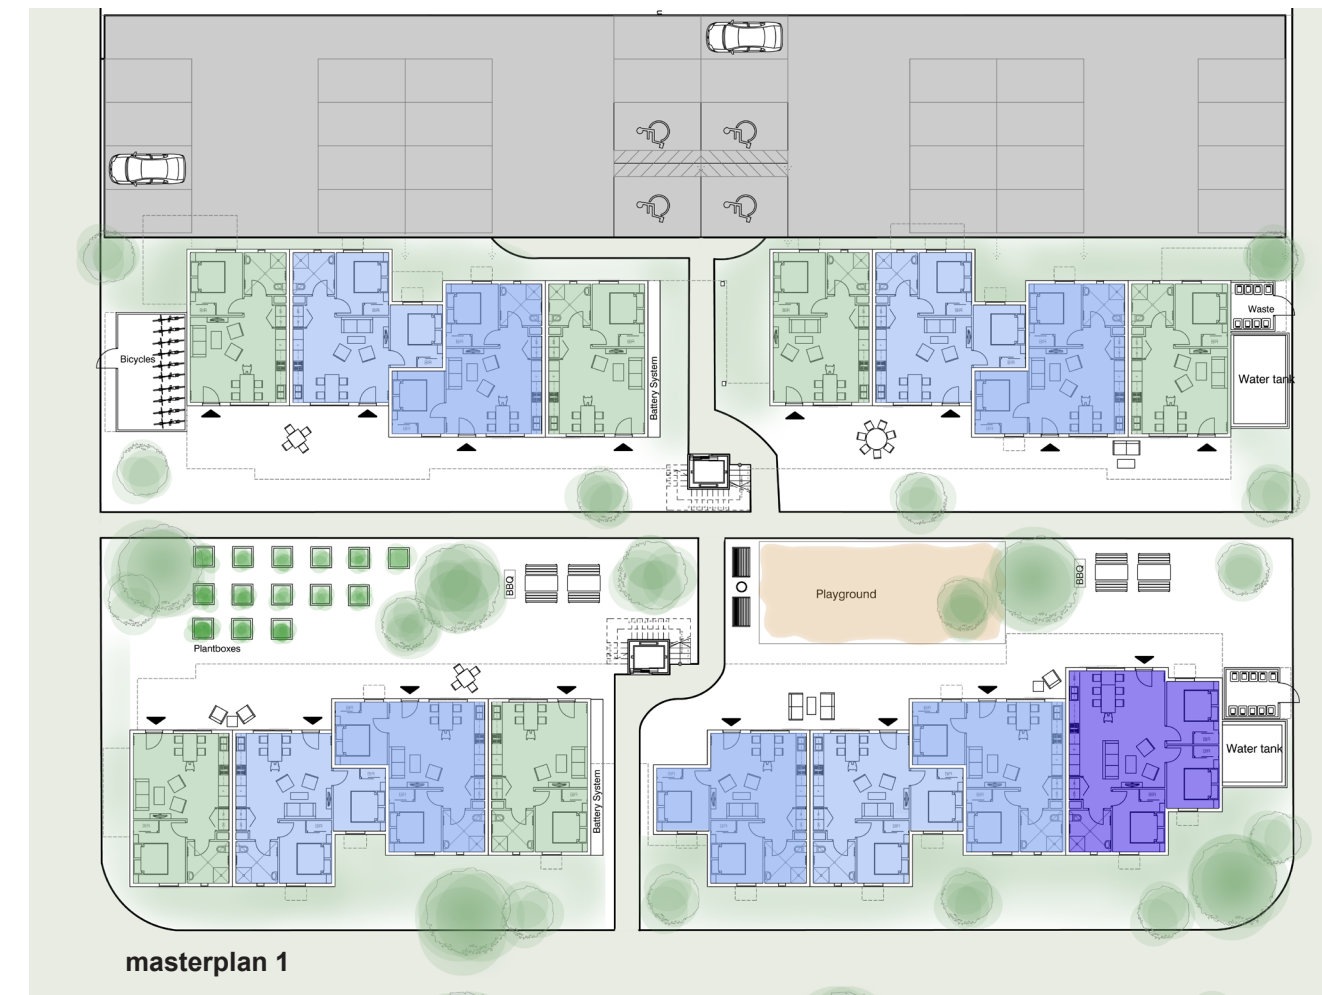 Bicycles
Battery System
Waste
Water tank
BBQ
Playground
BBQ
Plantboxes
Battery System
Water tank
masterplan 1